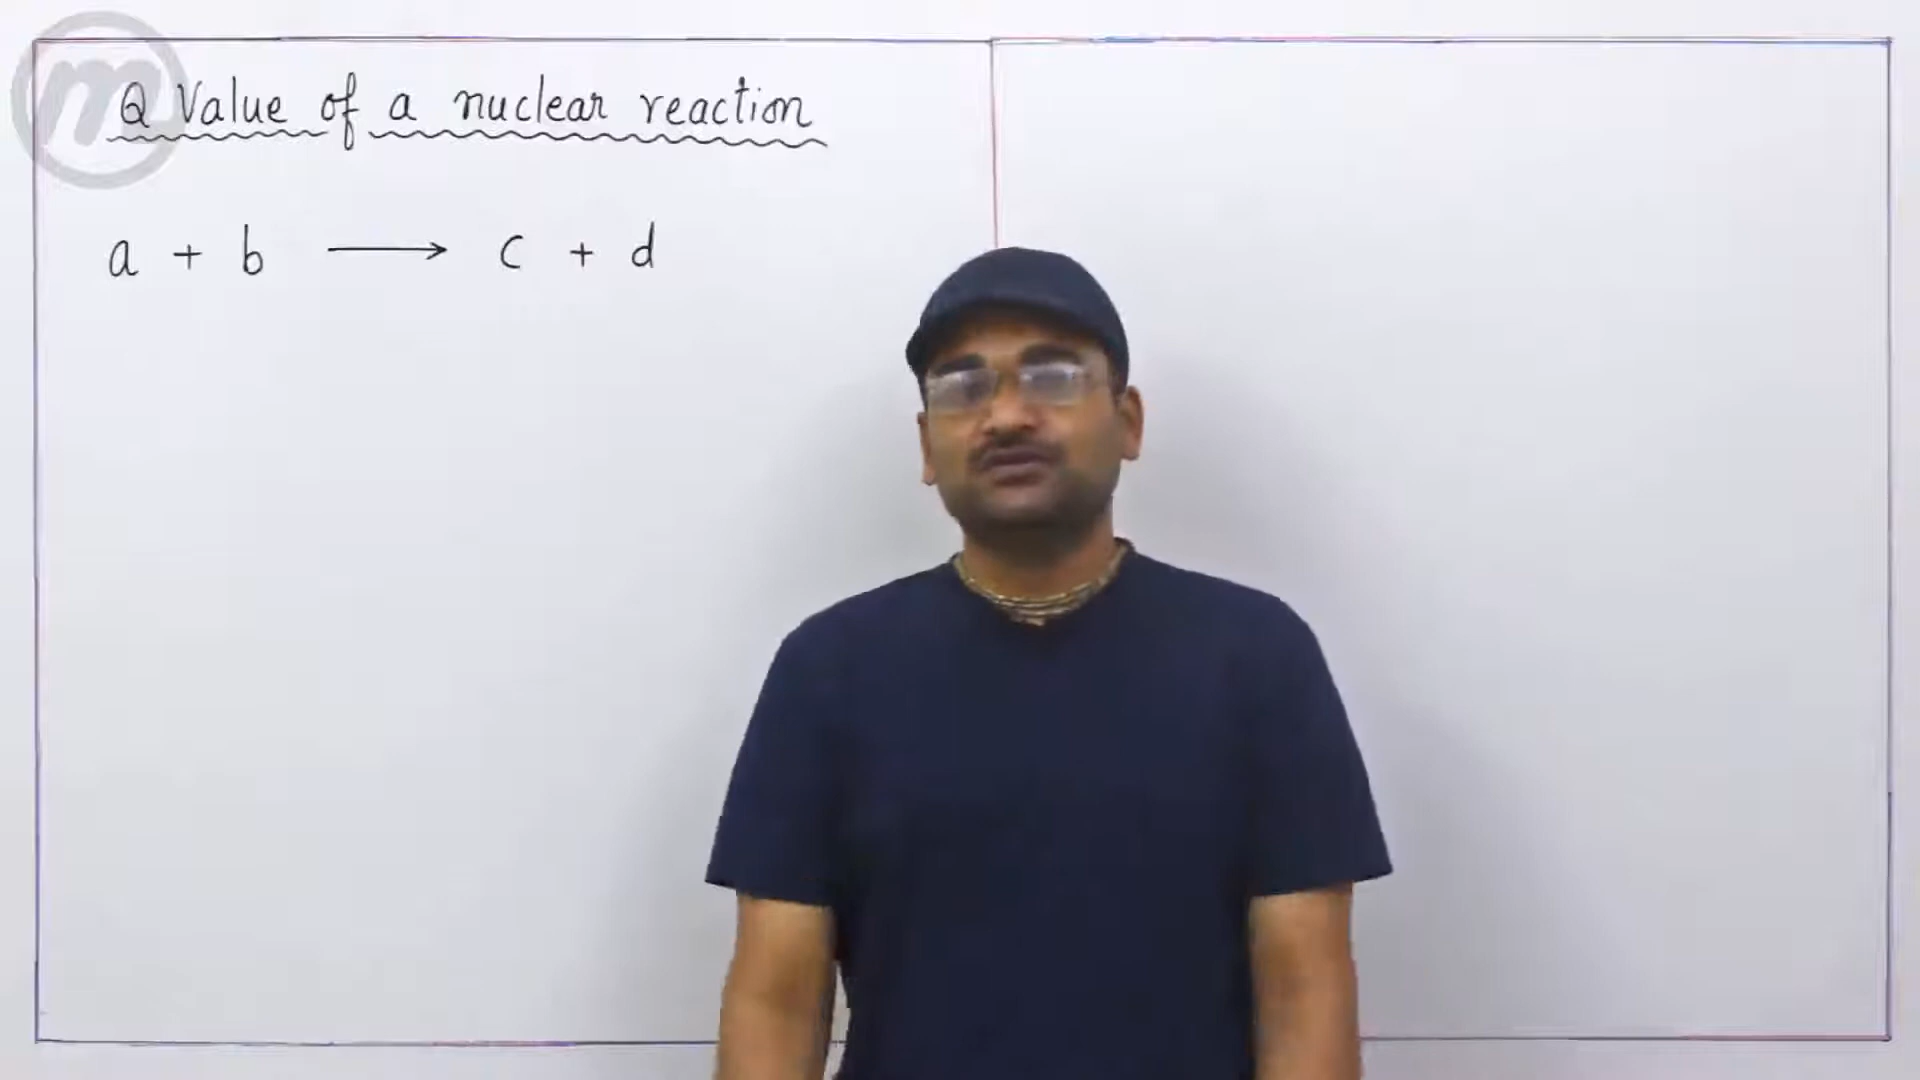 Q Value of a nuclear reaction
a + b ⟶ c + d